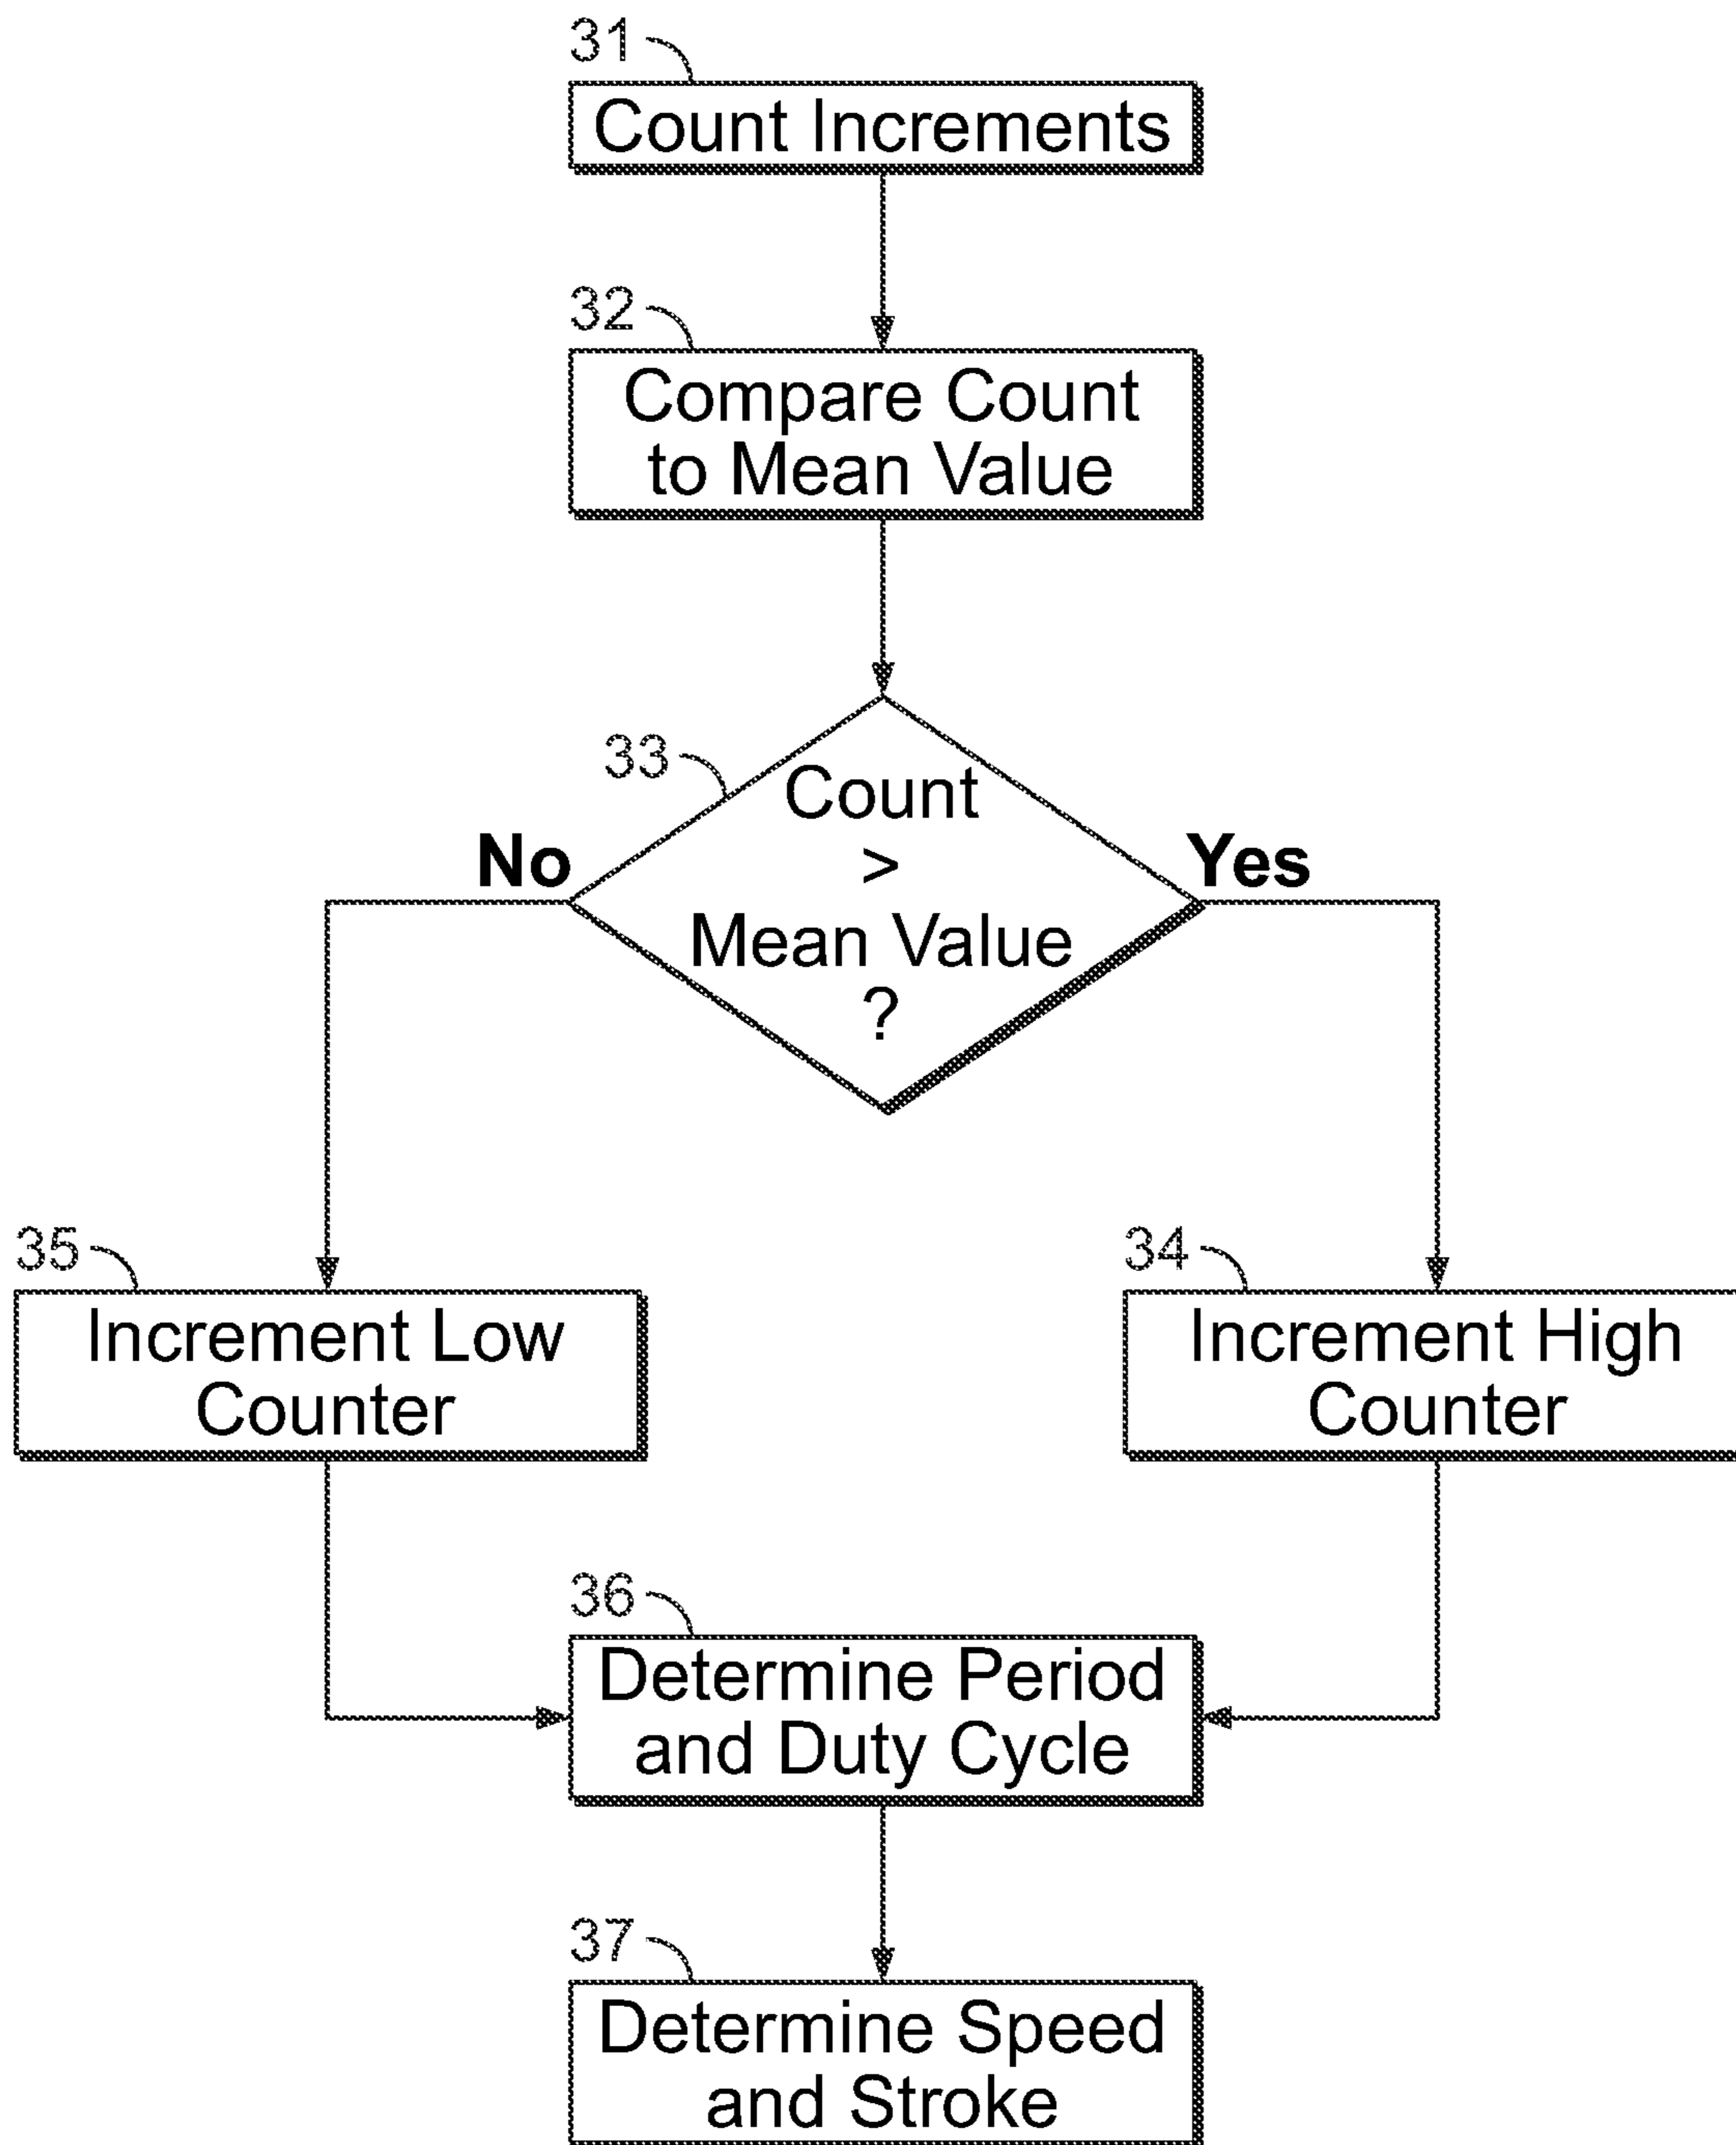 31
Count Increments
32
Compare Count
to Mean Value
33
Count
>
Mean Value
?
No
Yes
35
Increment Low
Counter
34
Increment High
Counter
36
Determine Period
and Duty Cycle
37
Determine Speed
and Stroke